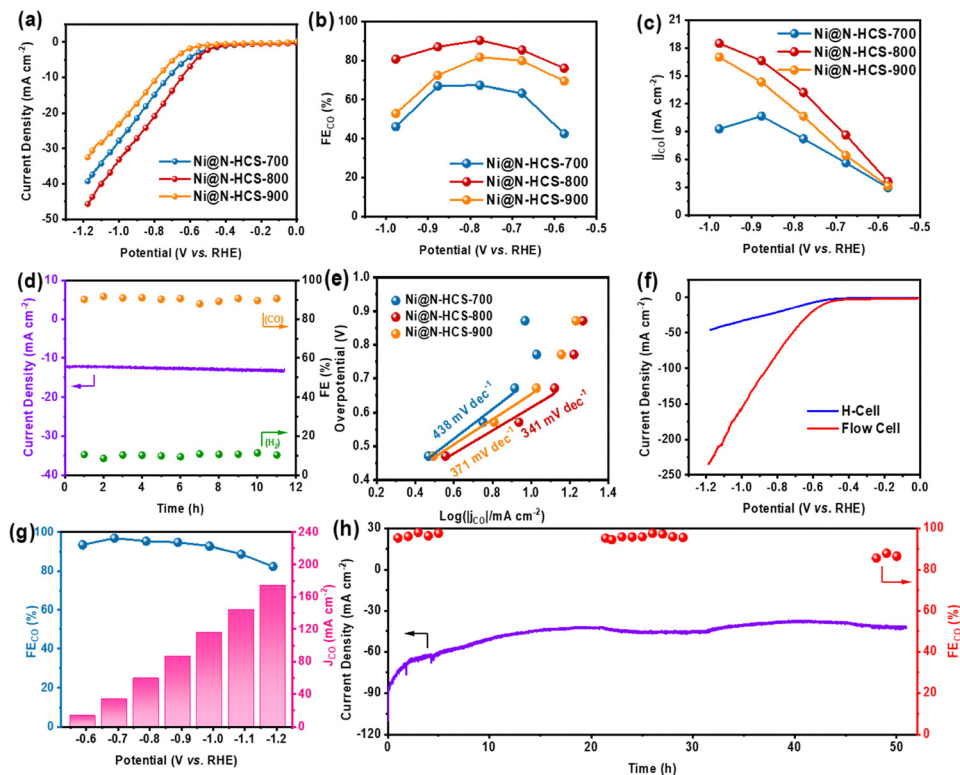 (a)
Current Density (mA cm⁻²)
10
0
-10
-20
-30
-40
-50
Ni@N-HCS-700
Ni@N-HCS-800
Ni@N-HCS-900
-1.2 -1.0 -0.8 -0.6 -0.4 -0.2 0.0
Potential (V vs. RHE)
(b)
FE_CO (%)
100
80
60
40
20
0
Ni@N-HCS-700
Ni@N-HCS-800
Ni@N-HCS-900
-1.0 -0.9 -0.8 -0.7 -0.6 -0.5
Potential (V vs. RHE)
(c)
|j_CO| (mA cm⁻²)
21
18
15
12
9
6
3
0
Ni@N-HCS-700
Ni@N-HCS-800
Ni@N-HCS-900
-1.0 -0.9 -0.8 -0.7 -0.6 -0.5
Potential (V vs. RHE)
(d)
Current Density (mA cm⁻²)
10
5
0
-5
-10
-15
-20
-25
-30
-35
-40
(CO)
(H₂)
100
80
60
40
20
0
FE (%)
0 2 4 6 8 10 12
Time (h)
(e)
Overpotential (V)
1.0
0.9
0.8
0.7
0.6
0.5
0.4
Ni@N-HCS-700
Ni@N-HCS-800
Ni@N-HCS-900
438 mV dec⁻¹
371 mV dec⁻¹
341 mV dec⁻¹
0.2 0.4 0.6 0.8 1.0 1.2 1.4
Log(|j_CO|/mA cm⁻²)
(f)
Current Density (mA cm⁻²)
50
0
-50
-100
-150
-200
-250
H-Cell
Flow Cell
-1.2 -1.0 -0.8 -0.6 -0.4 -0.2 0.0
Potential (V vs. RHE)
(g)
FE_CO (%)
100
80
60
40
20
0
240
200
160
120
80
40
0
J_CO (mA cm⁻²)
-0.6 -0.7 -0.8 -0.9 -1.0 -1.1 -1.2
Potential (V vs. RHE)
(h)
Current Density (mA cm⁻²)
30
0
-30
-60
-90
-120
100
80
60
40
20
0
FE_CO (%)
0 10 20 30 40 50
Time (h)